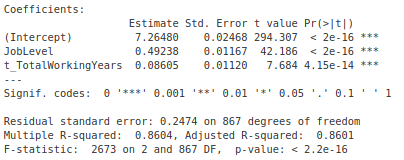 Coefficients:
                    Estimate Std. Error t value Pr(>|t|)
(Intercept)          7.26480    0.02468 294.307  < 2e-16 ***
JobLevel             0.49238    0.01167  42.186  < 2e-16 ***
t_TotalWorkingYears  0.08605    0.01120   7.684 4.15e-14 ***
---
Signif. codes:  0 '***' 0.001 '**' 0.01 '*' 0.05 '.' 0.1 ' ' 1
Residual standard error: 0.2474 on 867 degrees of freedom
Multiple R-squared:  0.8604, Adjusted R-squared:  0.8601
F-statistic:  2673 on 2 and 867 DF,  p-value: < 2.2e-16